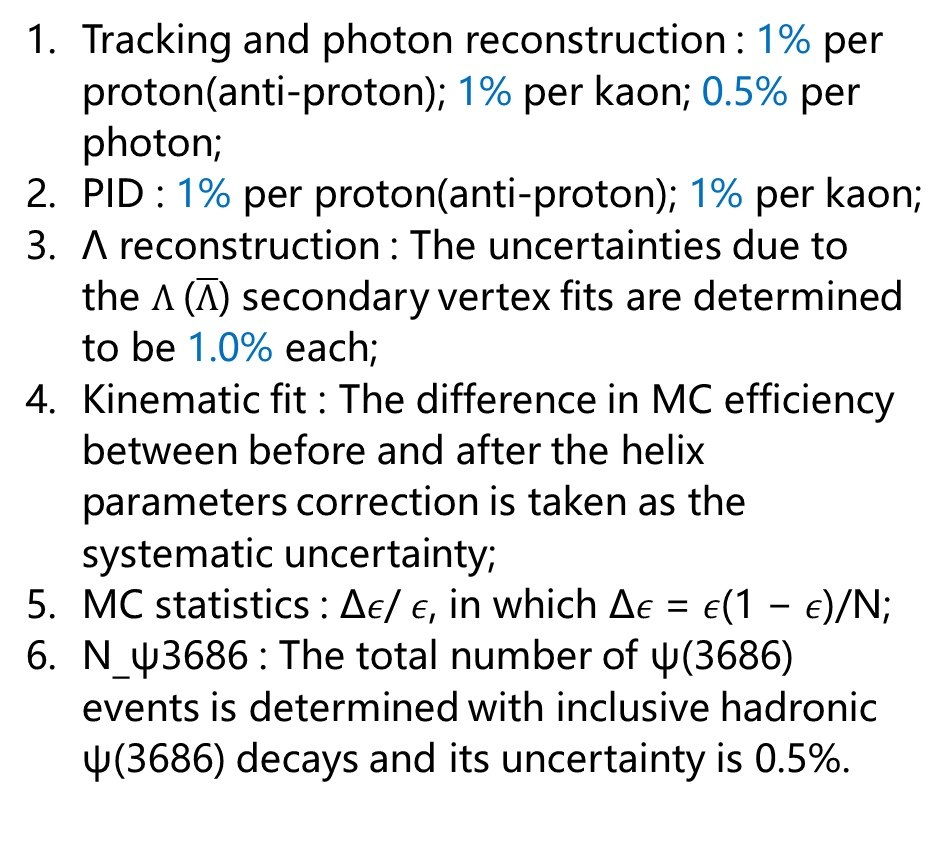 1. Tracking and photon reconstruction : 1% per
proton(anti-proton); 1% per kaon; 0.5% per
photon;
2. PID : 1% per proton(anti-proton); 1% per kaon;
3. Λ reconstruction : The uncertainties due to
the Λ (Λ̅) secondary vertex fits are determined
to be 1.0% each;
4. Kinematic fit : The difference in MC efficiency
between before and after the helix
parameters correction is taken as the
systematic uncertainty;
5. MC statistics : Δϵ/ ϵ, in which Δϵ = ϵ(1 − ϵ)/N;
6. N_ψ3686 : The total number of ψ(3686)
events is determined with inclusive hadronic
ψ(3686) decays and its uncertainty is 0.5%.